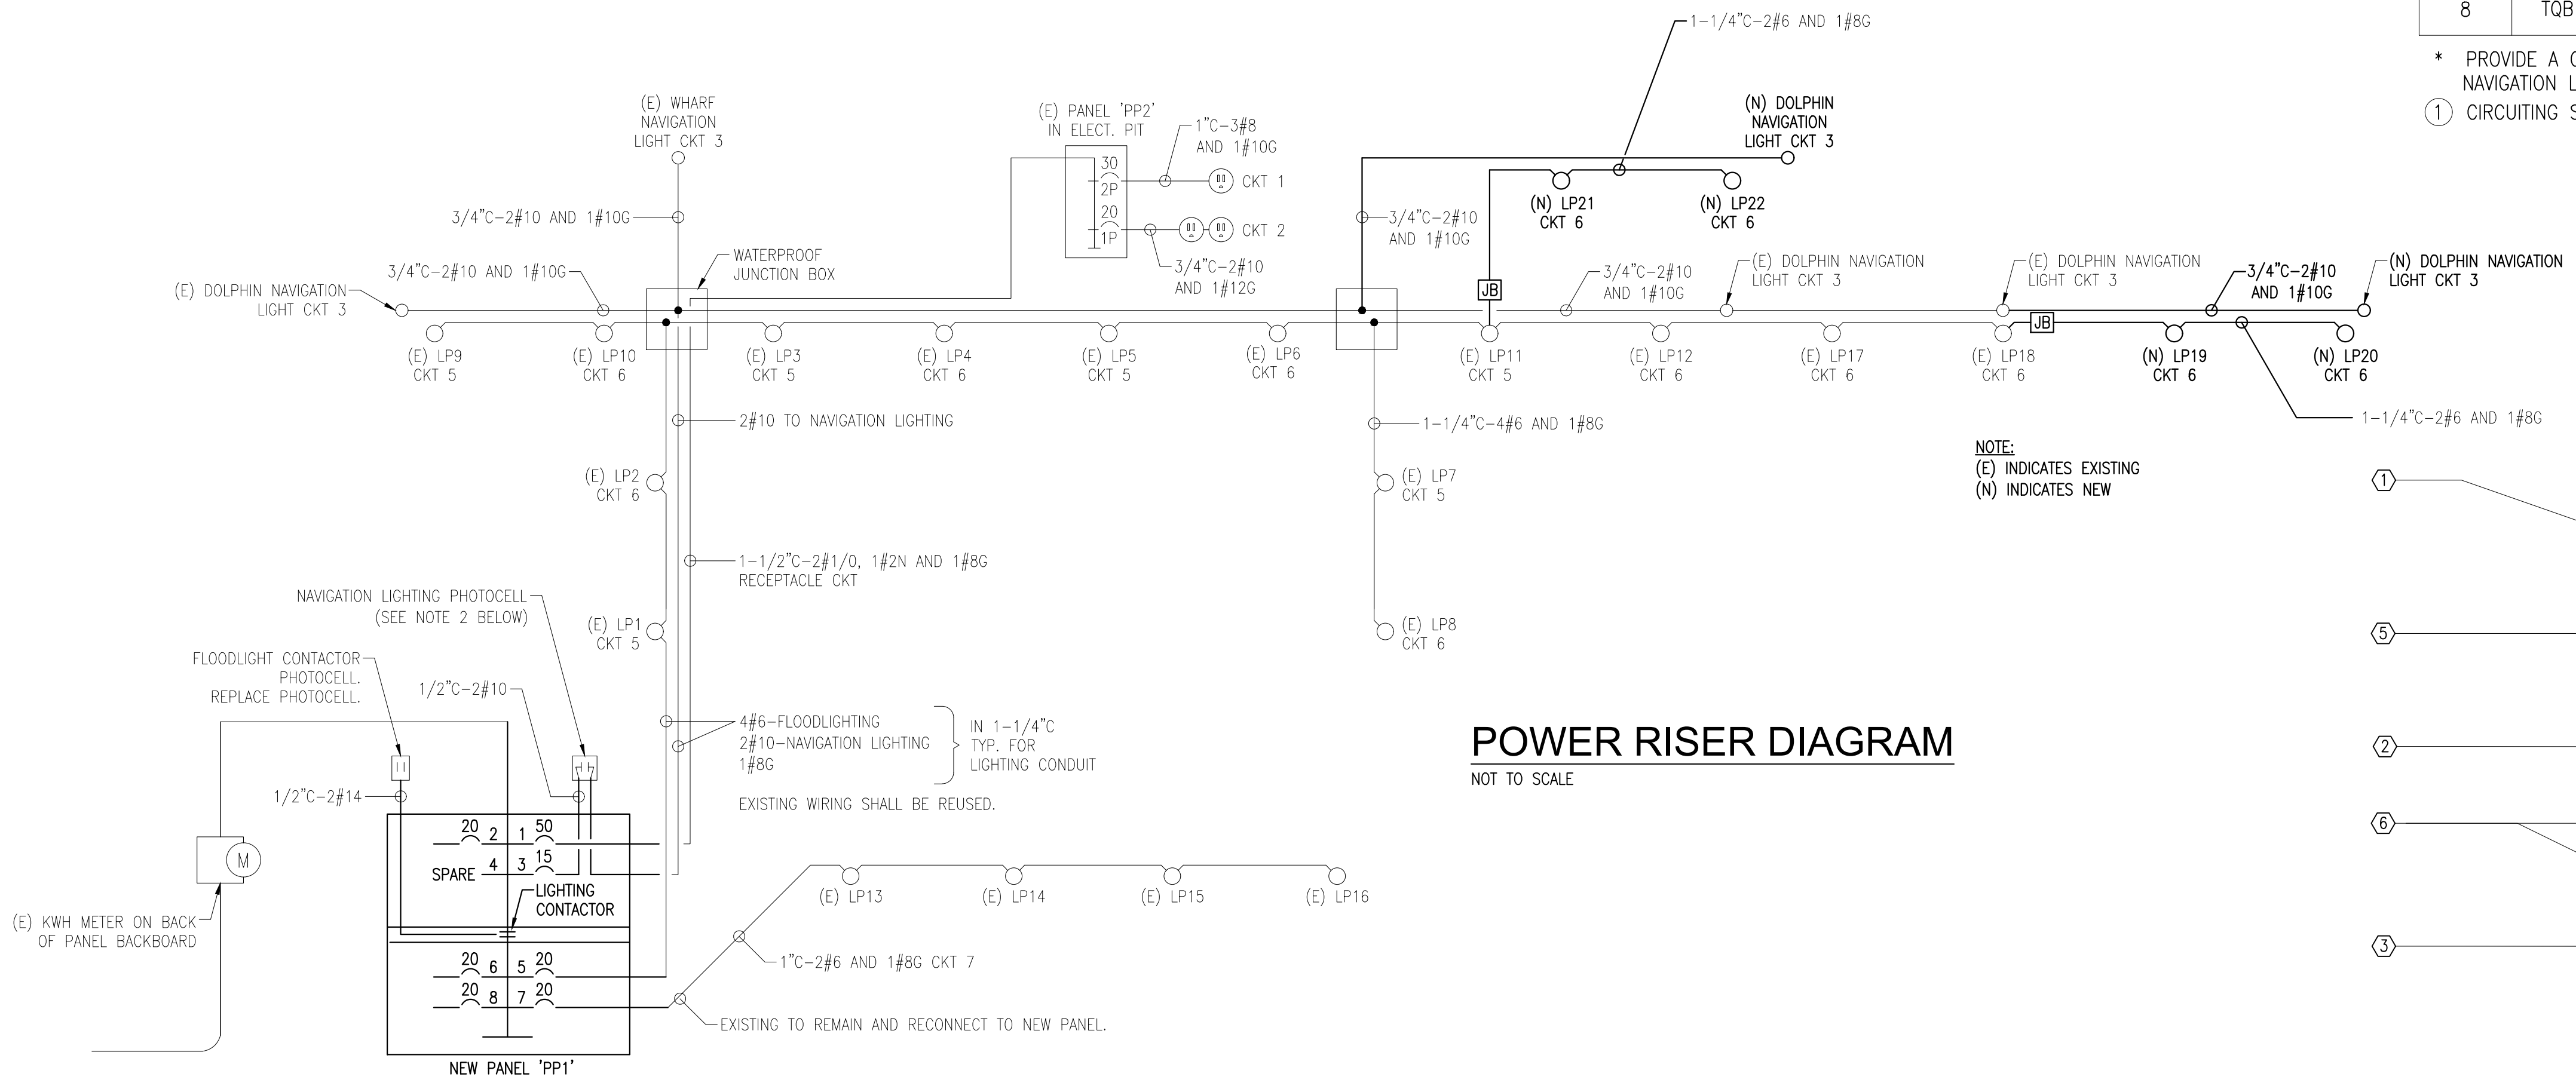 1-1/4"C-2#6 AND 1#8G
8
TQB
* PROVIDE A
NAVIGATION L
1 CIRCUITING S
(E) WHARF
NAVIGATION
LIGHT CKT 3
(E) PANEL 'PP2'
IN ELECT. PIT
1"C-3#8
AND 1#10G
30
2P
CKT 1
20
1P
CKT 2
3/4"C-2#10
AND 1#12G
(N) DOLPHIN
NAVIGATION
LIGHT CKT 3
3/4"C-2#10 AND 1#10G
3/4"C-2#10
AND 1#10G
(N) LP21
CKT 6
(N) LP22
CKT 6
WATERPROOF
JUNCTION BOX
3/4"C-2#10 AND 1#10G
(E) DOLPHIN NAVIGATION
LIGHT CKT 3
JB
3/4"C-2#10
AND 1#10G
(E) DOLPHIN NAVIGATION
LIGHT CKT 3
(E) DOLPHIN NAVIGATION
LIGHT CKT 3
3/4"C-2#10
AND 1#10G
(N) DOLPHIN NAVIGATION
LIGHT CKT 3
JB
(E) LP9
CKT 5
(E) LP10
CKT 6
(E) LP3
CKT 5
(E) LP4
CKT 6
(E) LP5
CKT 5
(E) LP6
CKT 6
(E) LP11
CKT 5
(E) LP12
CKT 6
(E) LP17
CKT 6
(E) LP18
CKT 6
(N) LP19
CKT 6
(N) LP20
CKT 6
2#10 TO NAVIGATION LIGHTING
1-1/4"C-4#6 AND 1#8G
1-1/4"C-2#6 AND 1#8G
NOTE:
(E) INDICATES EXISTING
(N) INDICATES NEW
(E) LP2
CKT 6
(E) LP7
CKT 5
1
1-1/2"C-2#1/0, 1#2N AND 1#8G
RECEPTACLE CKT
NAVIGATION LIGHTING PHOTOCELL
(SEE NOTE 2 BELOW)
(E) LP1
CKT 5
(E) LP8
CKT 6
5
FLOODLIGHT CONTACTOR
PHOTOCELL.
REPLACE PHOTOCELL.
1/2"C-2#10
4#6-FLOODLIGHTING
2#10-NAVIGATION LIGHTING
1#8G
IN 1-1/4"C
TYP. FOR
LIGHTING CONDUIT
EXISTING WIRING SHALL BE REUSED.
POWER RISER DIAGRAM
NOT TO SCALE
2
1/2"C-2#14
6
20 2 1 50
SPARE 4 3 15
LIGHTING
CONTACTOR
M
(E) KWH METER ON BACK
OF PANEL BACKBOARD
(E) LP13
(E) LP14
(E) LP15
(E) LP16
3
20 6 5 20
20 8 7 20
1"C-2#6 AND 1#8G CKT 7
EXISTING TO REMAIN AND RECONNECT TO NEW PANEL.
NEW PANEL 'PP1'